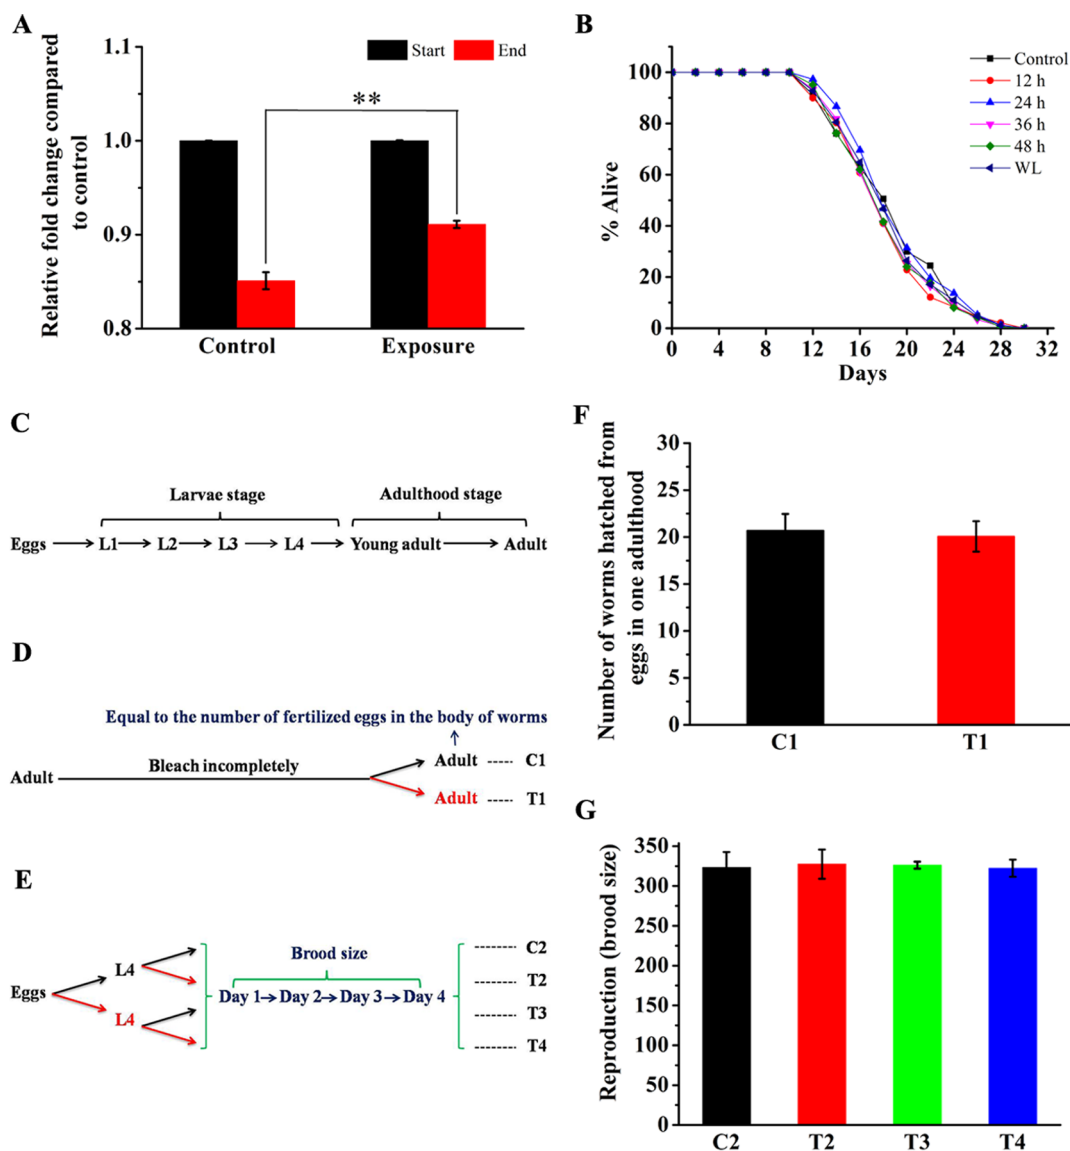 A
Relative fold change compared
to control
1.1
1.0
0.9
0.8
Start
End
**
Control
Exposure
B
% Alive
100
80
60
40
20
0
0 4 8 12 16 20 24 28 32
Days
Control
12 h
24 h
36 h
48 h
WL
C
Larvae stage
Adulthood stage
Eggs L1 L2 L3 L4 Young adult Adult
D
Equal to the number of fertilized eggs in the body of worms
Adult
Bleach incompletely
Adult ---- C1
Adult ---- T1
E
Eggs
L4
L4
Brood size
Day 1 Day 2 Day 3 Day 4
C2
T2
T3
T4
F
Number of worms hatched from
eggs in one adulthood
30
25
20
15
10
5
0
C1 T1
G
Reproduction (brood size)
350
300
250
200
150
100
50
0
C2 T2 T3 T4